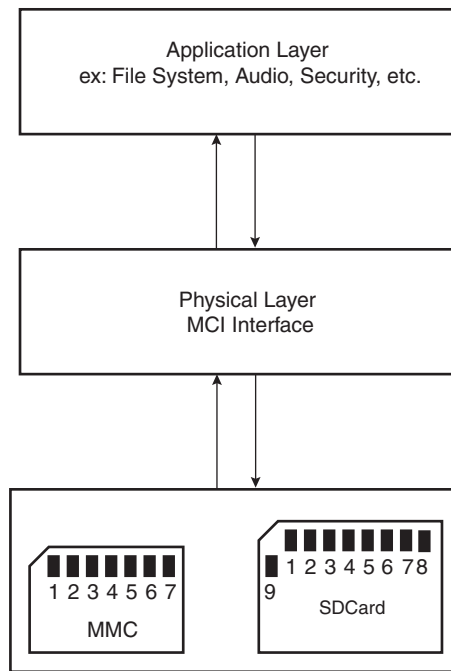 Application Layer
ex: File System, Audio, Security, etc.
Physical Layer
MCI Interface
1 2 3 4 5 6 7
MMC
1 2 3 4 5 6 7 8
9
SDCard